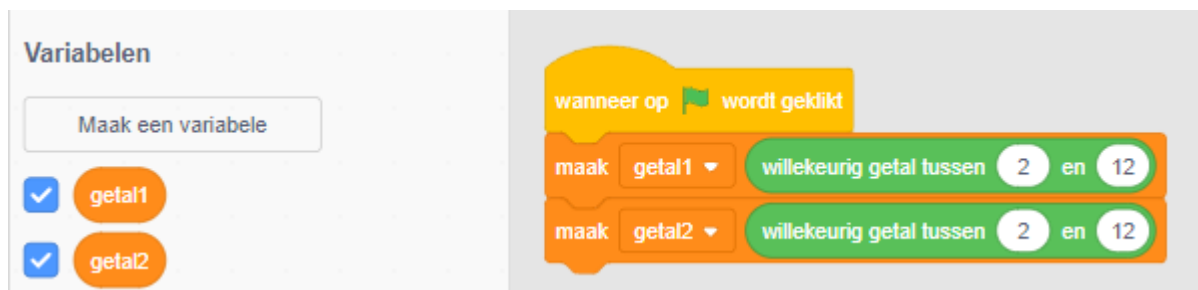 Variabelen
Maak een variabele
getal1
getal2
wanneer op wordt geklikt
maak getal1 willekeurig getal tussen 2 en 12
maak getal2 willekeurig getal tussen 2 en 12